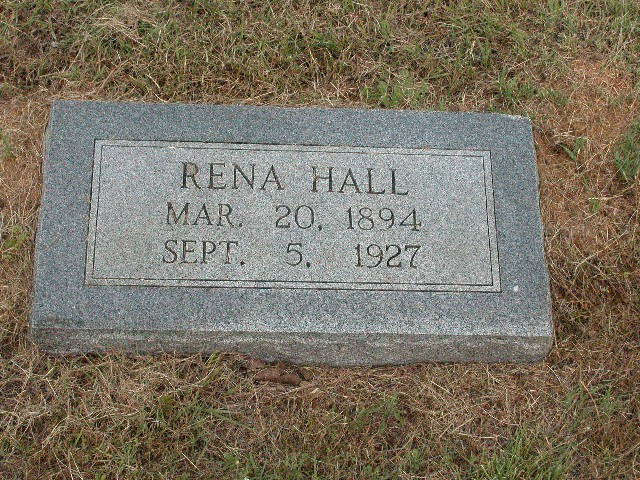 RENA HALL
MAR. 20, 1894
SEPT. 5, 1927